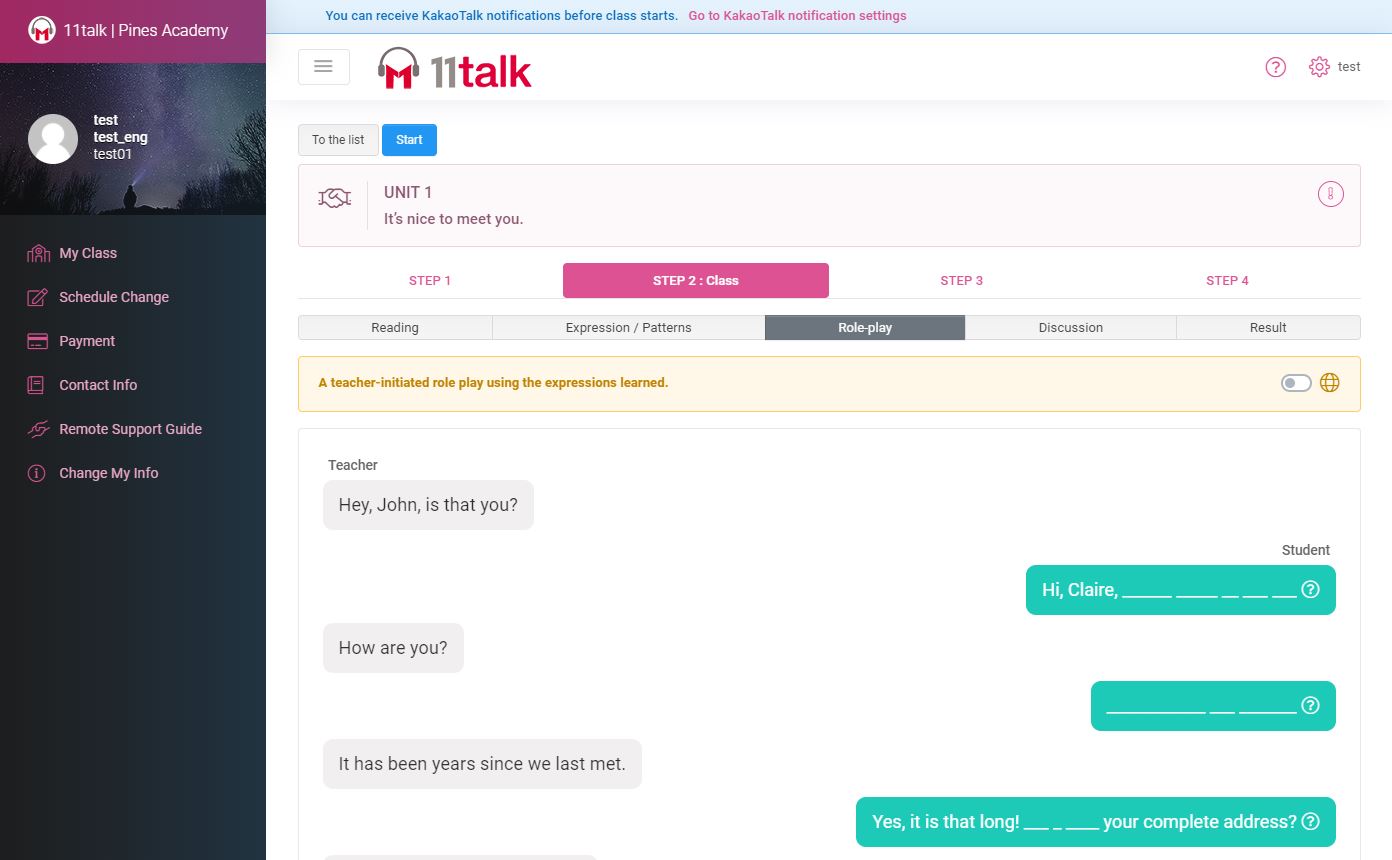 You can receive KakaoTalk notifications before class starts. Go to KakaoTalk notification settings
11talk | Pines Academy
11talk
test
test
test_eng
test01
My Class
Schedule Change
Payment
Contact Info
Remote Support Guide
Change My Info
To the list
Start
UNIT 1
It's nice to meet you.
STEP 1
STEP 2 : Class
STEP 3
STEP 4
Reading
Expression / Patterns
Role-play
Discussion
Result
A teacher-initiated role play using the expressions learned.
Teacher
Hey, John, is that you?
Student
Hi, Claire, ______ _____ __ ___ ___
How are you?
____________ ___ _______
It has been years since we last met.
Yes, it is that long! ___ _ ____ your complete address?